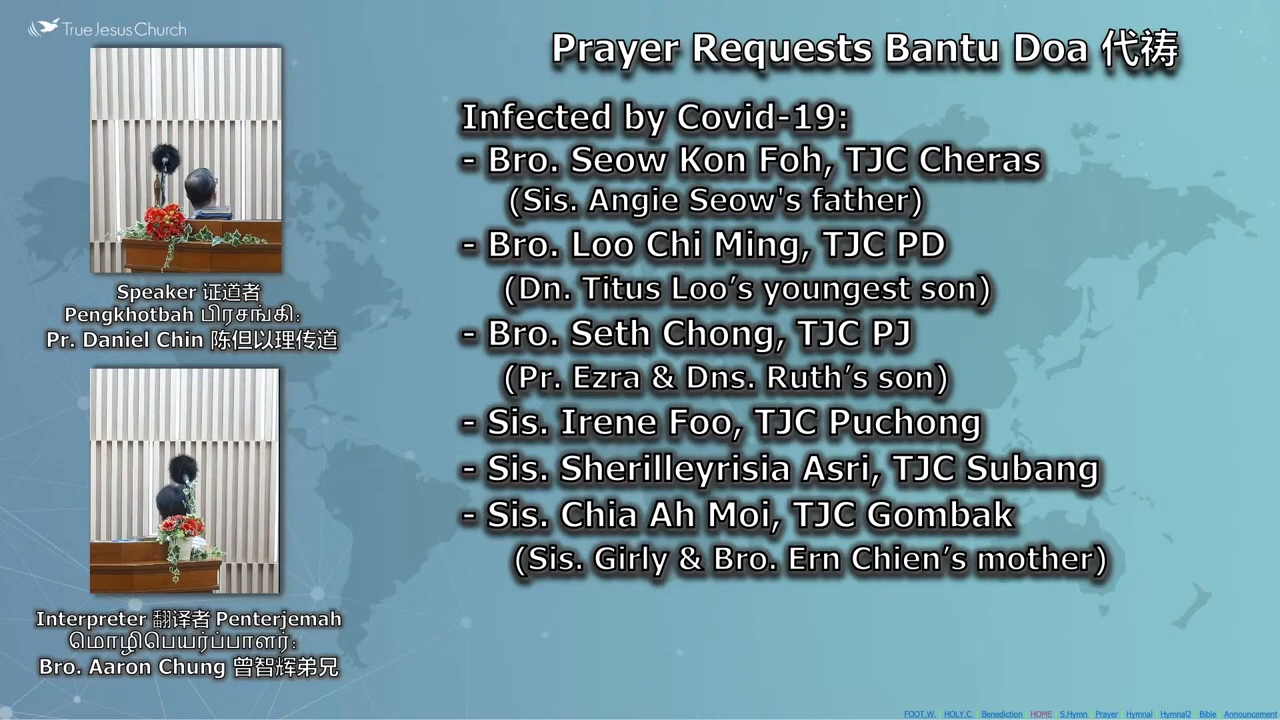 True Jesus Church
Prayer Requests Bantu Doa 代祷
Infected by Covid-19:
- Bro. Seow Kon Foh, TJC Cheras
(Sis. Angie Seow's father)
- Bro. Loo Chi Ming, TJC PD
(Dn. Titus Loo’s youngest son)
- Bro. Seth Chong, TJC PJ
(Pr. Ezra & Dns. Ruth’s son)
- Sis. Irene Foo, TJC Puchong
- Sis. Sherilleyrisia Asri, TJC Subang
- Sis. Chia Ah Moi, TJC Gombak
(Sis. Girly & Bro. Ern Chien’s mother)
Speaker 证道者
Pengkhotbah பிரசங்கி:
Pr. Daniel Chin 陈但以理传道
Interpreter 翻译者 Penterjemah
மொழிபெயர்ப்பாளர்:
Bro. Aaron Chung 曾智辉弟兄
FOOT.W. | HOLY.C. | Benediction | HOME | S.Hymn | Prayer | Hymnal | Hymnal2 | Bible | Announcement